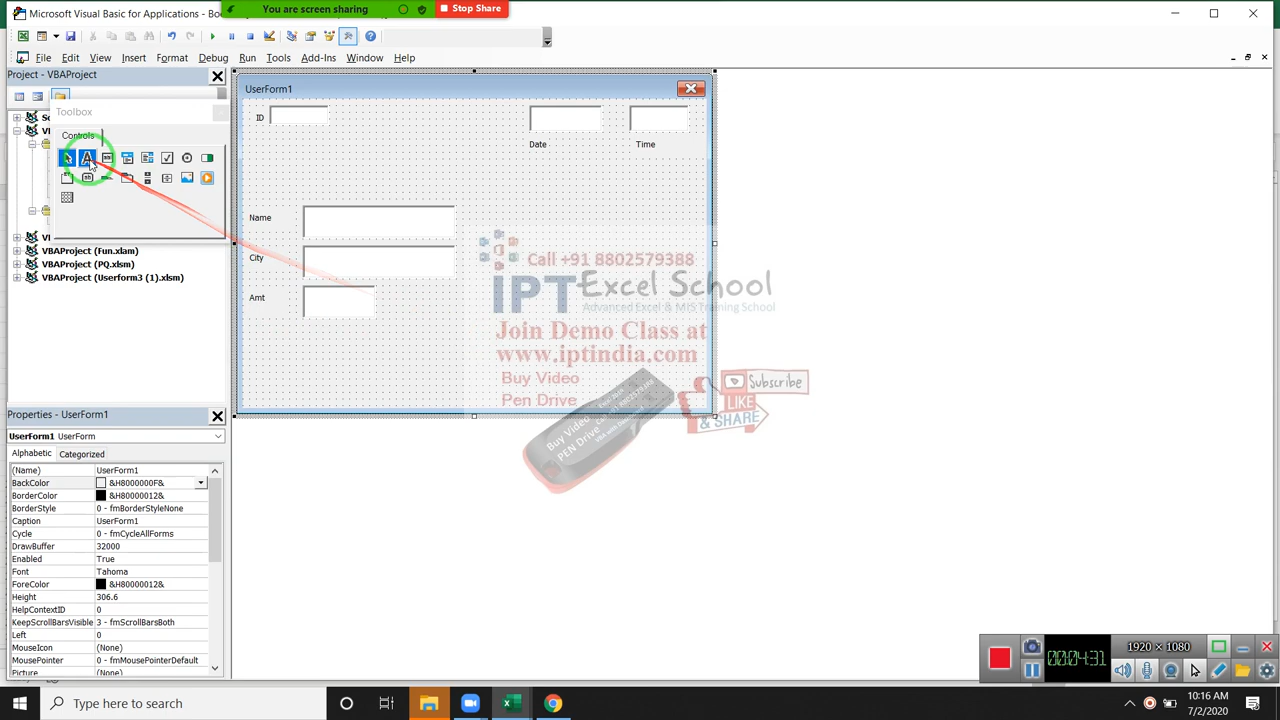 Microsoft Visual Basic for Applications - Boo
You are screen sharing
Stop Share
File Edit View Insert Format Debug Run Tools Add-Ins Window Help
Project - VBAProject
Toolbox
Controls
VBAProject (Fun.xlam)
VBAProject (PQ.xlsm)
VBAProject (Userform3 (1).xlsm)
UserForm1
ID
Date
Time
Name
City
Amt
Call +91 8802579388
IPT Excel School
Advanced Excel & MIS Training School
Join Demo Class at
www.iptindia.com
Buy Video
Pen Drive
Buy Video
PEN Drive
Subscribe
LIKE
& SHARE
Properties - UserForm1
UserForm1 UserForm
Alphabetic Categorized
(Name) UserForm1
BackColor &H8000000F&
BorderColor &H80000012&
BorderStyle 0 - fmBorderStyleNone
Caption UserForm1
Cycle 0 - fmCycleAllForms
DrawBuffer 32000
Enabled True
Font Tahoma
ForeColor &H80000012&
Height 306.6
HelpContextID 0
KeepScrollBarsVisible 3 - fmScrollBarsBoth
Left 0
MouseIcon (None)
MousePointer 0 - fmMousePointerDefault
Picture (None)
1920 × 1080
00:04:31
Type here to search
10:16 AM
7/2/2020